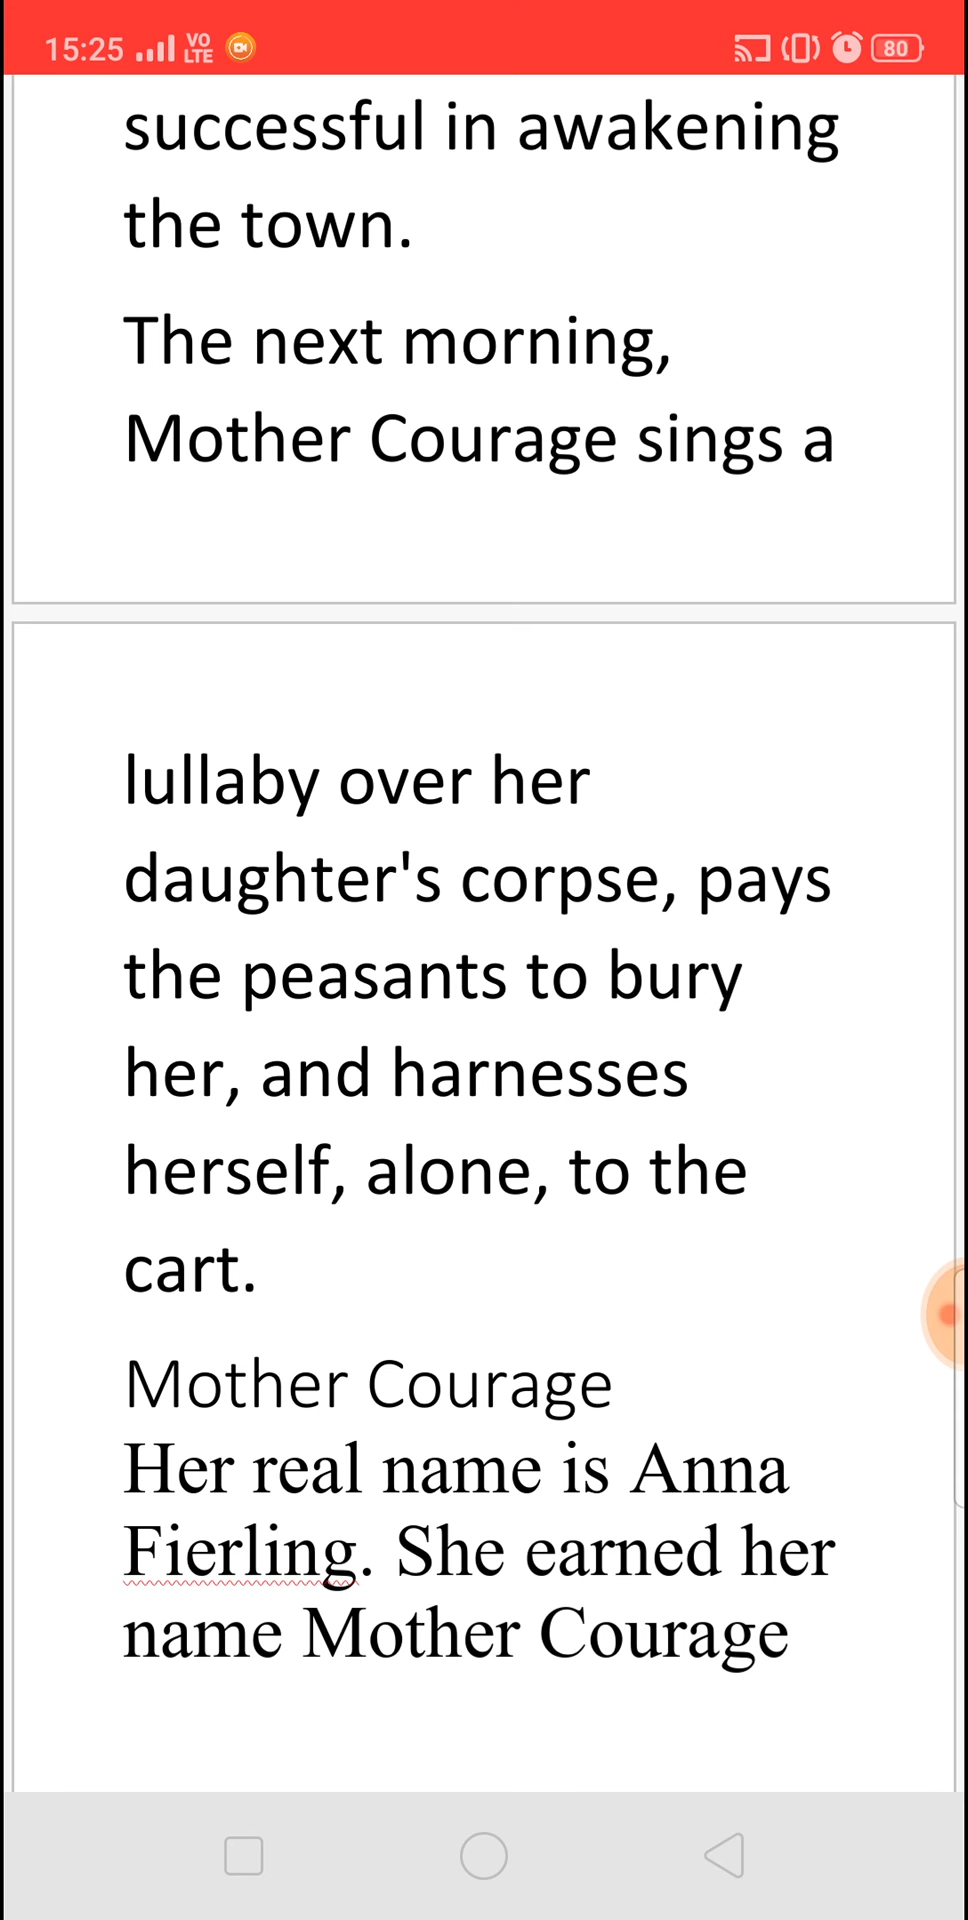 15:25 VO LTE 80
successful in awakening
the town.
The next morning,
Mother Courage sings a
lullaby over her
daughter's corpse, pays
the peasants to bury
her, and harnesses
herself, alone, to the
cart.
Mother Courage
Her real name is Anna
Fierling. She earned her
name Mother Courage